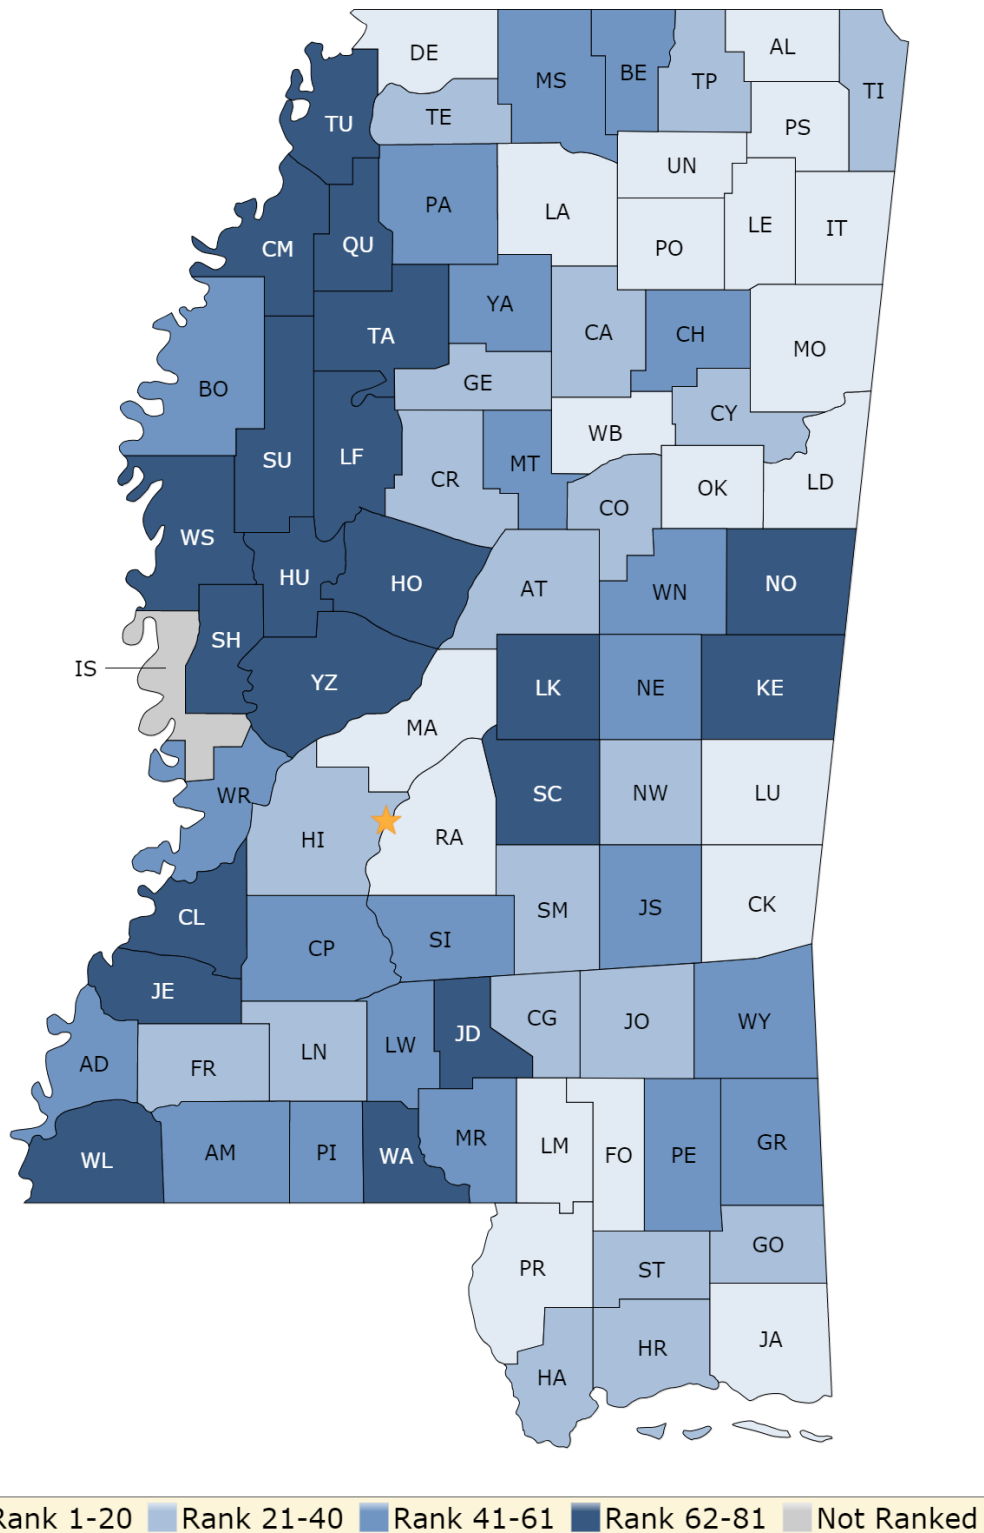 DE
MS
BE
TP
AL
TI
TU
TE
PS
UN
PA
LA
LE
IT
CM
QU
PO
YA
TA
CA
CH
MO
BO
GE
CY
SU
LF
CR
MT
WB
LD
OK
CO
WS
HU
HO
AT
WN
NO
SH
IS
YZ
LK
NE
KE
MA
WR
SC
NW
LU
HI
RA
CL
CP
SI
SM
JS
CK
JE
JD
CG
JO
WY
AD
FR
LN
LW
WL
AM
PI
WA
MR
LM
FO
PE
GR
PR
ST
GO
HA
HR
JA
Rank 1-20 Rank 21-40 Rank 41-61 Rank 62-81 Not Ranked